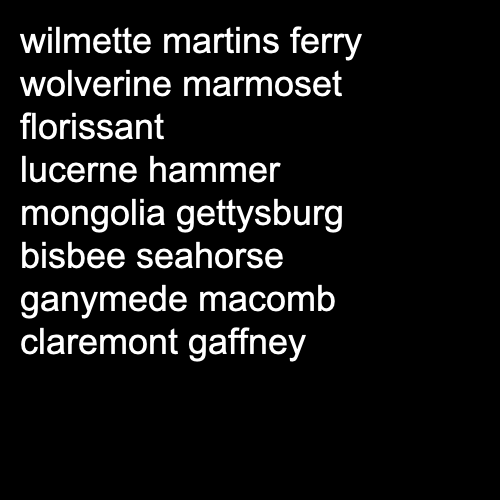 wilmette martins ferry
wolverine marmoset
florissant
lucerne hammer
mongolia gettysburg
bisbee seahorse
ganymede macomb
claremont gaffney